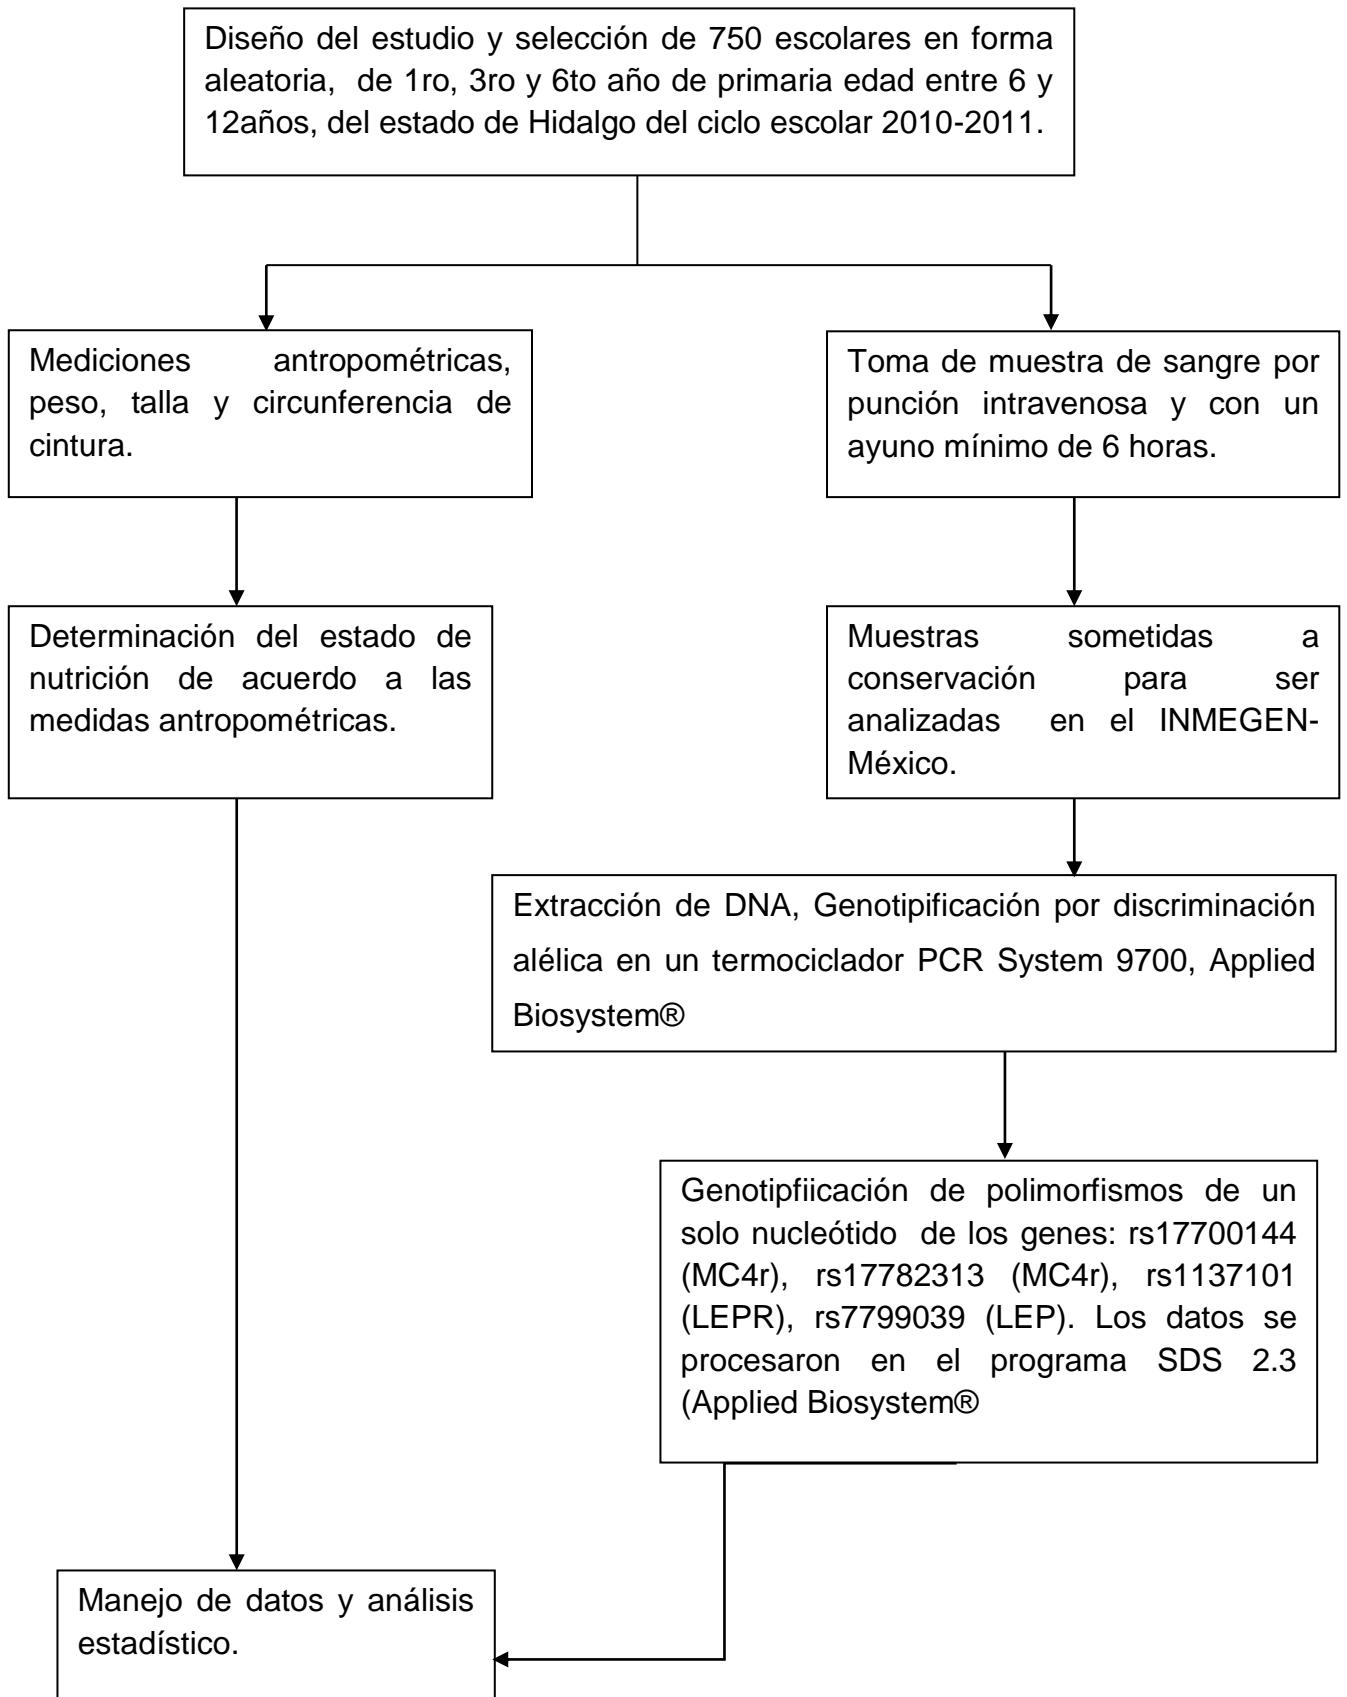 Diseño del estudio y selección de 750 escolares en forma
aleatoria, de 1ro, 3ro y 6to año de primaria edad entre 6 y
12años, del estado de Hidalgo del ciclo escolar 2010-2011.
Mediciones antropométricas,
peso, talla y circunferencia de
cintura.
Toma de muestra de sangre por
punción intravenosa y con un
ayuno mínimo de 6 horas.
Determinación del estado de
nutrición de acuerdo a las
medidas antropométricas.
Muestras sometidas a
conservación para ser
analizadas en el INMEGEN-
México.
Extracción de DNA, Genotipificación por discriminación
alélica en un termociclador PCR System 9700, Applied
Biosystem®
Genotipfiicación de polimorfismos de un
solo nucleótido de los genes: rs17700144
(MC4r), rs17782313 (MC4r), rs1137101
(LEPR), rs7799039 (LEP). Los datos se
procesaron en el programa SDS 2.3
(Applied Biosystem®
Manejo de datos y análisis
estadístico.